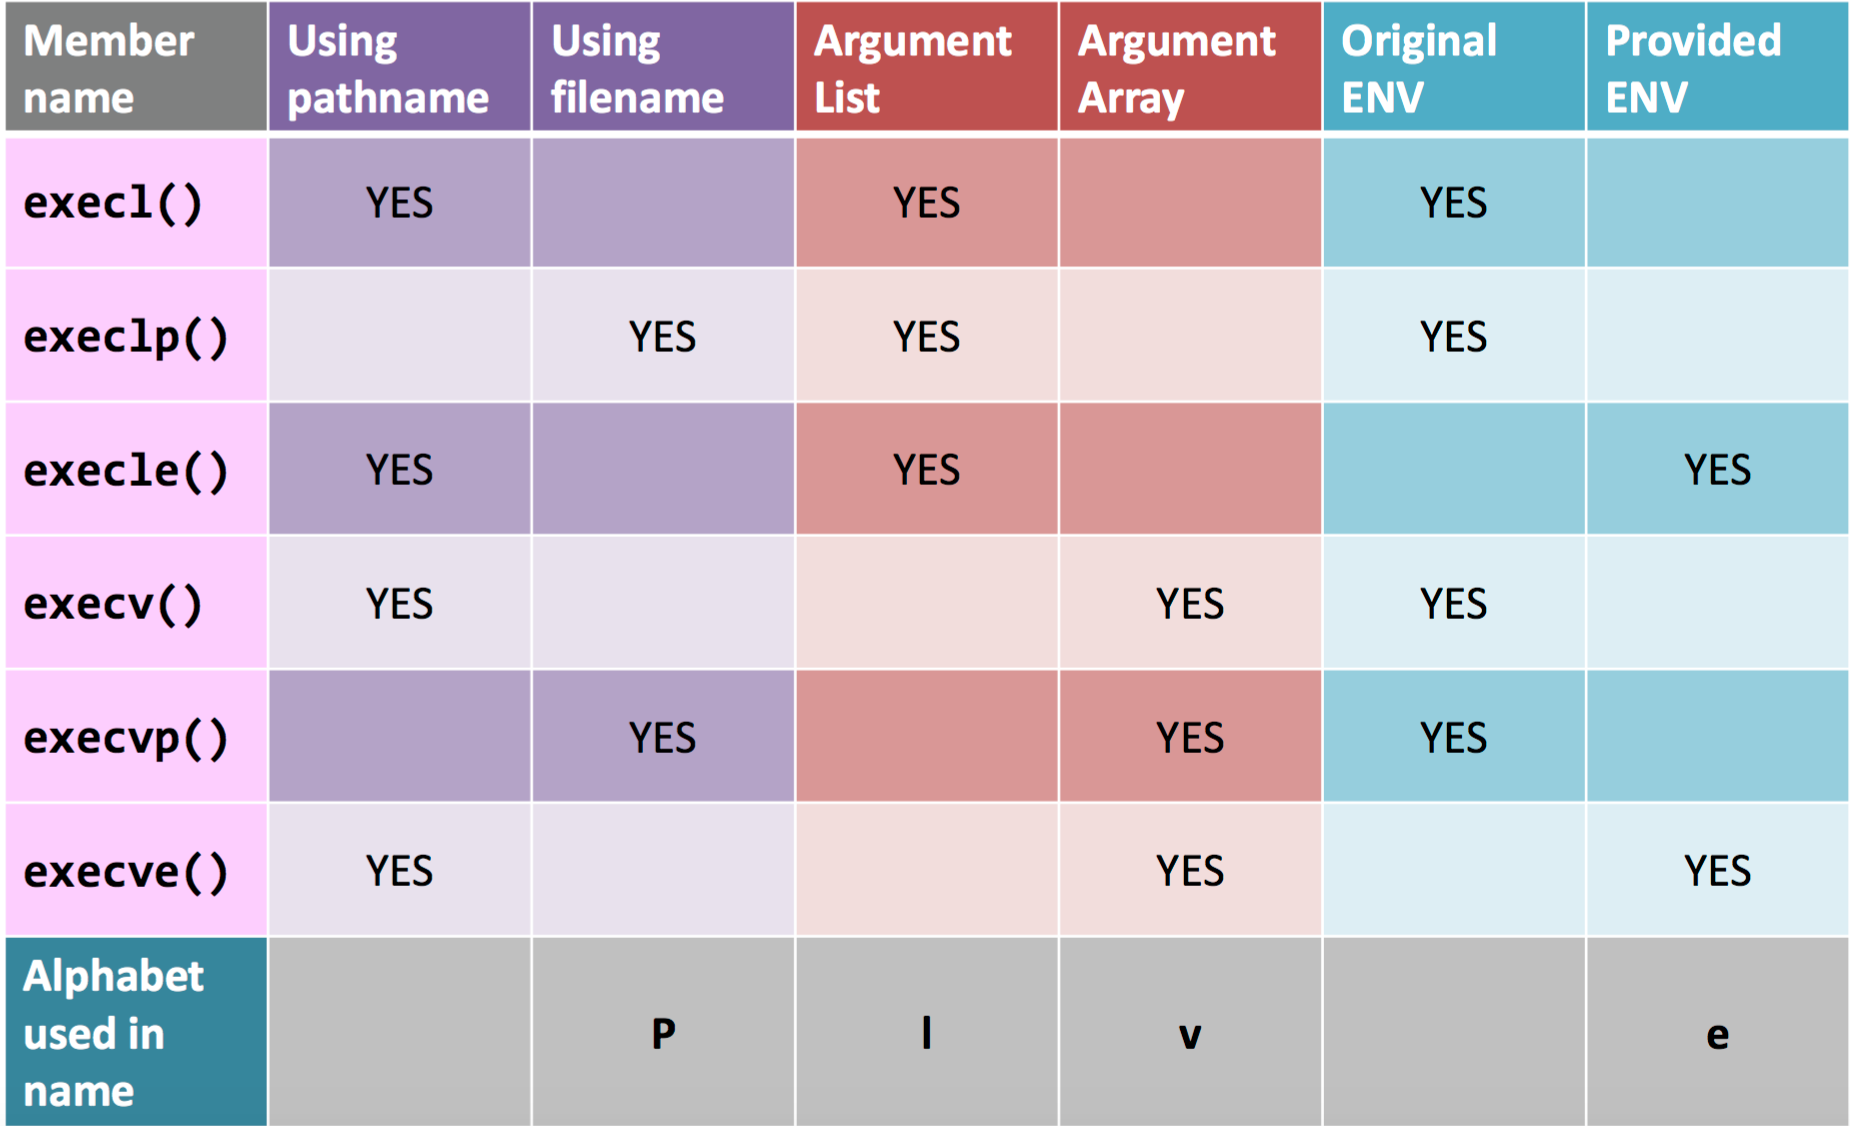 Member name
Using pathname
Using filename
Argument List
Argument Array
Original ENV
Provided ENV
execl() YES YES YES
execlp() YES YES YES
execle() YES YES YES
execv() YES YES YES
execvp() YES YES YES
execve() YES YES YES
Alphabet used in name P l v e